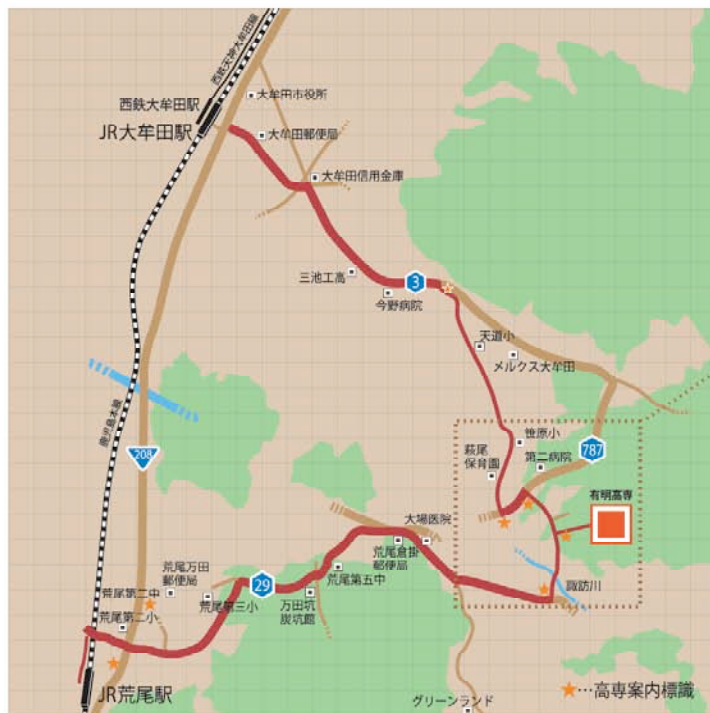 西鉄天神大牟田線
西鉄大牟田駅
大牟田市役所
JR大牟田駅
大牟田郵便局
大牟田信用金庫
三池工高
3
今野病院
天道小
メルクス大牟田
鹿児島本線
208
笹原小
萩尾
保育園
第二病院
787
有明高専
大場医院
荒尾倉掛
郵便局
荒尾万田
郵便局
荒尾第五中
29
荒尾第二中
荒尾第三小
万田坑
炭坑館
諏訪川
荒尾第二小
JR荒尾駅
グリーンランド
★…高専案内標識